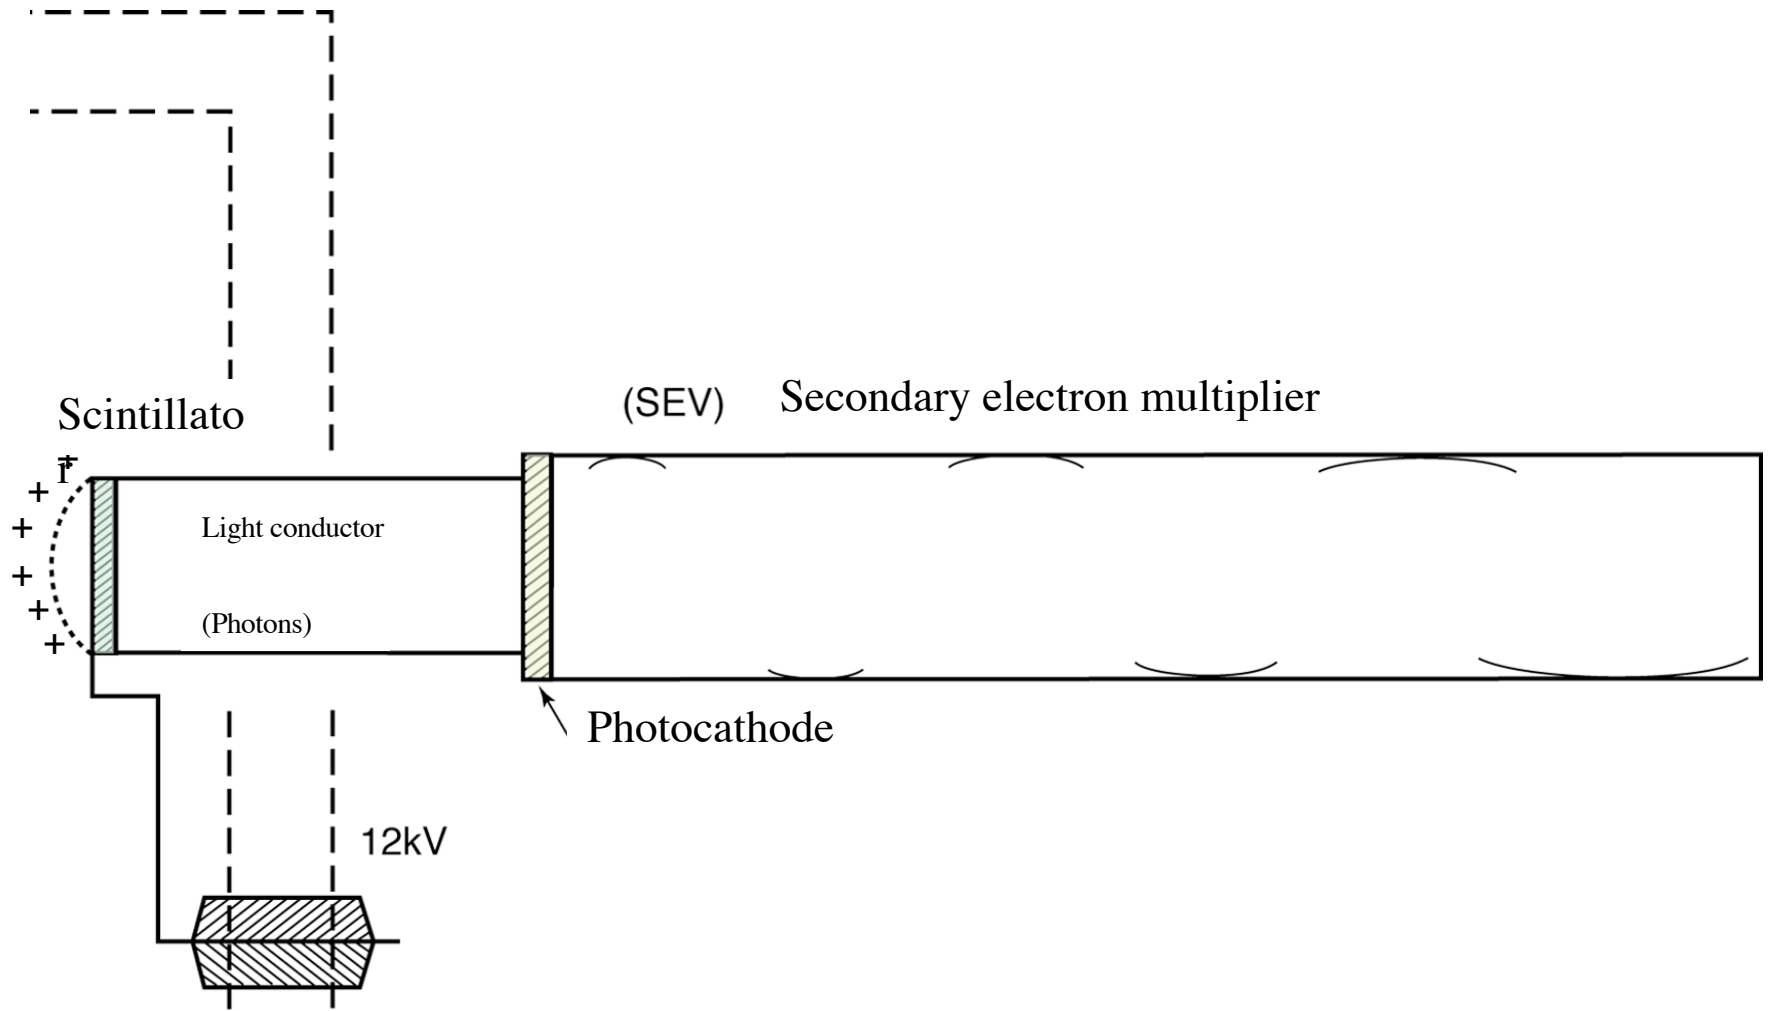 Scintillato
r
(SEV) Secondary electron multiplier
+
+
+
+
+
+
Light conductor
(Photons)
Photocathode
12kV